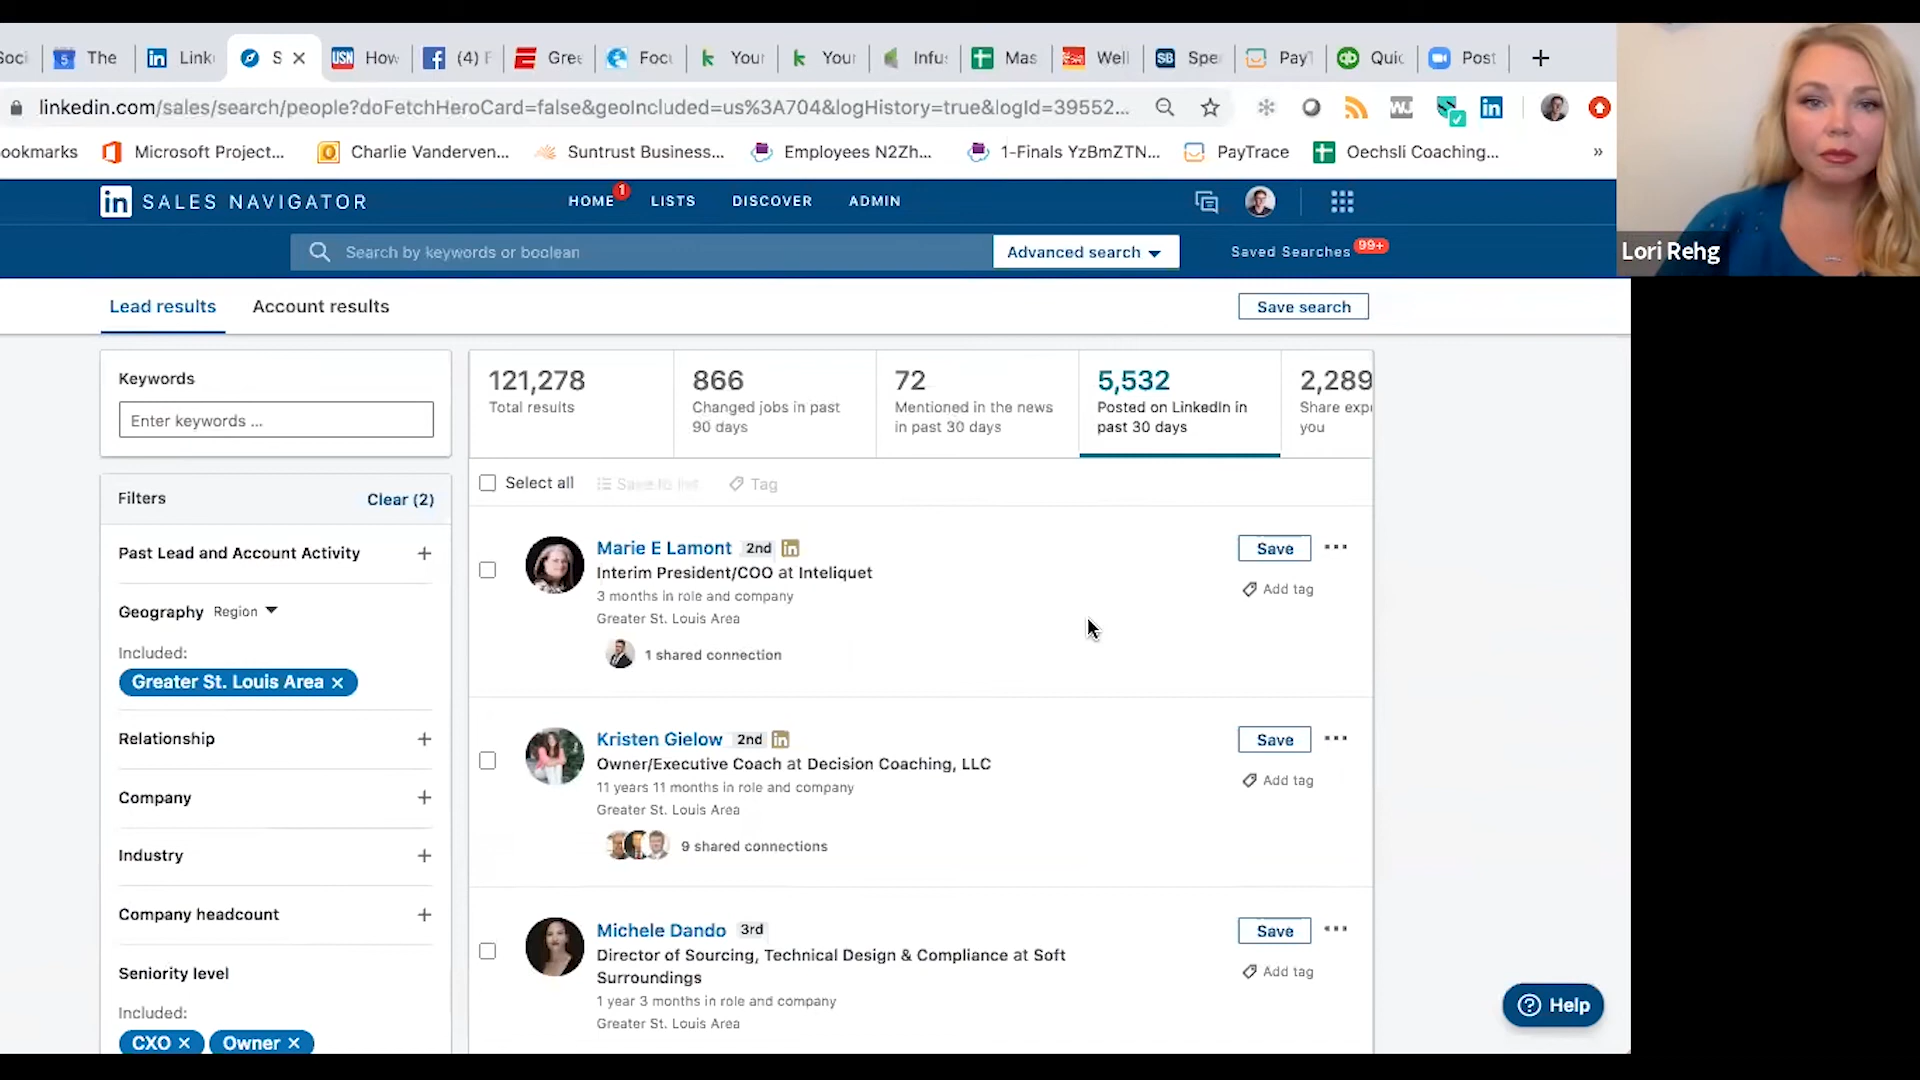 The
Link
S
How
(4) F
Gree
Focu
Your
Your
Infus
Mas
Well
SB
Spe
PayT
Quic
Post
linkedin.com/sales/search/people?doFetchHeroCard=false&geoIncluded=us%3A704&logHistory=true&logId=39552...
ookmarks
Microsoft Project...
Charlie Vanderven...
Suntrust Business...
Employees N2Zh...
1-Finals YzBmZTN...
PayTrace
Oechsli Coaching...
»
Lori Rehg
in SALES NAVIGATOR
HOME 1
LISTS
DISCOVER
ADMIN
Search by keywords or boolean
Advanced search
Saved Searches 99+
Lead results
Account results
Save search
Keywords
Enter keywords ...
Filters
Clear (2)
Past Lead and Account Activity +
Geography Region
Included:
Greater St. Louis Area ×
Relationship +
Company +
Industry +
Company headcount +
Seniority level
Included:
CXO × Owner ×
121,278
Total results
866
Changed jobs in past
90 days
72
Mentioned in the news
in past 30 days
5,532
Posted on LinkedIn in
past 30 days
2,289
Share expe
you
Select all
Save to list
Tag
Marie E Lamont 2nd in
Interim President/COO at Inteliquet
3 months in role and company
Greater St. Louis Area
1 shared connection
Save ...
Add tag
Kristen Gielow 2nd in
Owner/Executive Coach at Decision Coaching, LLC
11 years 11 months in role and company
Greater St. Louis Area
9 shared connections
Save ...
Add tag
Michele Dando 3rd
Director of Sourcing, Technical Design & Compliance at Soft
Surroundings
1 year 3 months in role and company
Greater St. Louis Area
Save ...
Add tag
Help